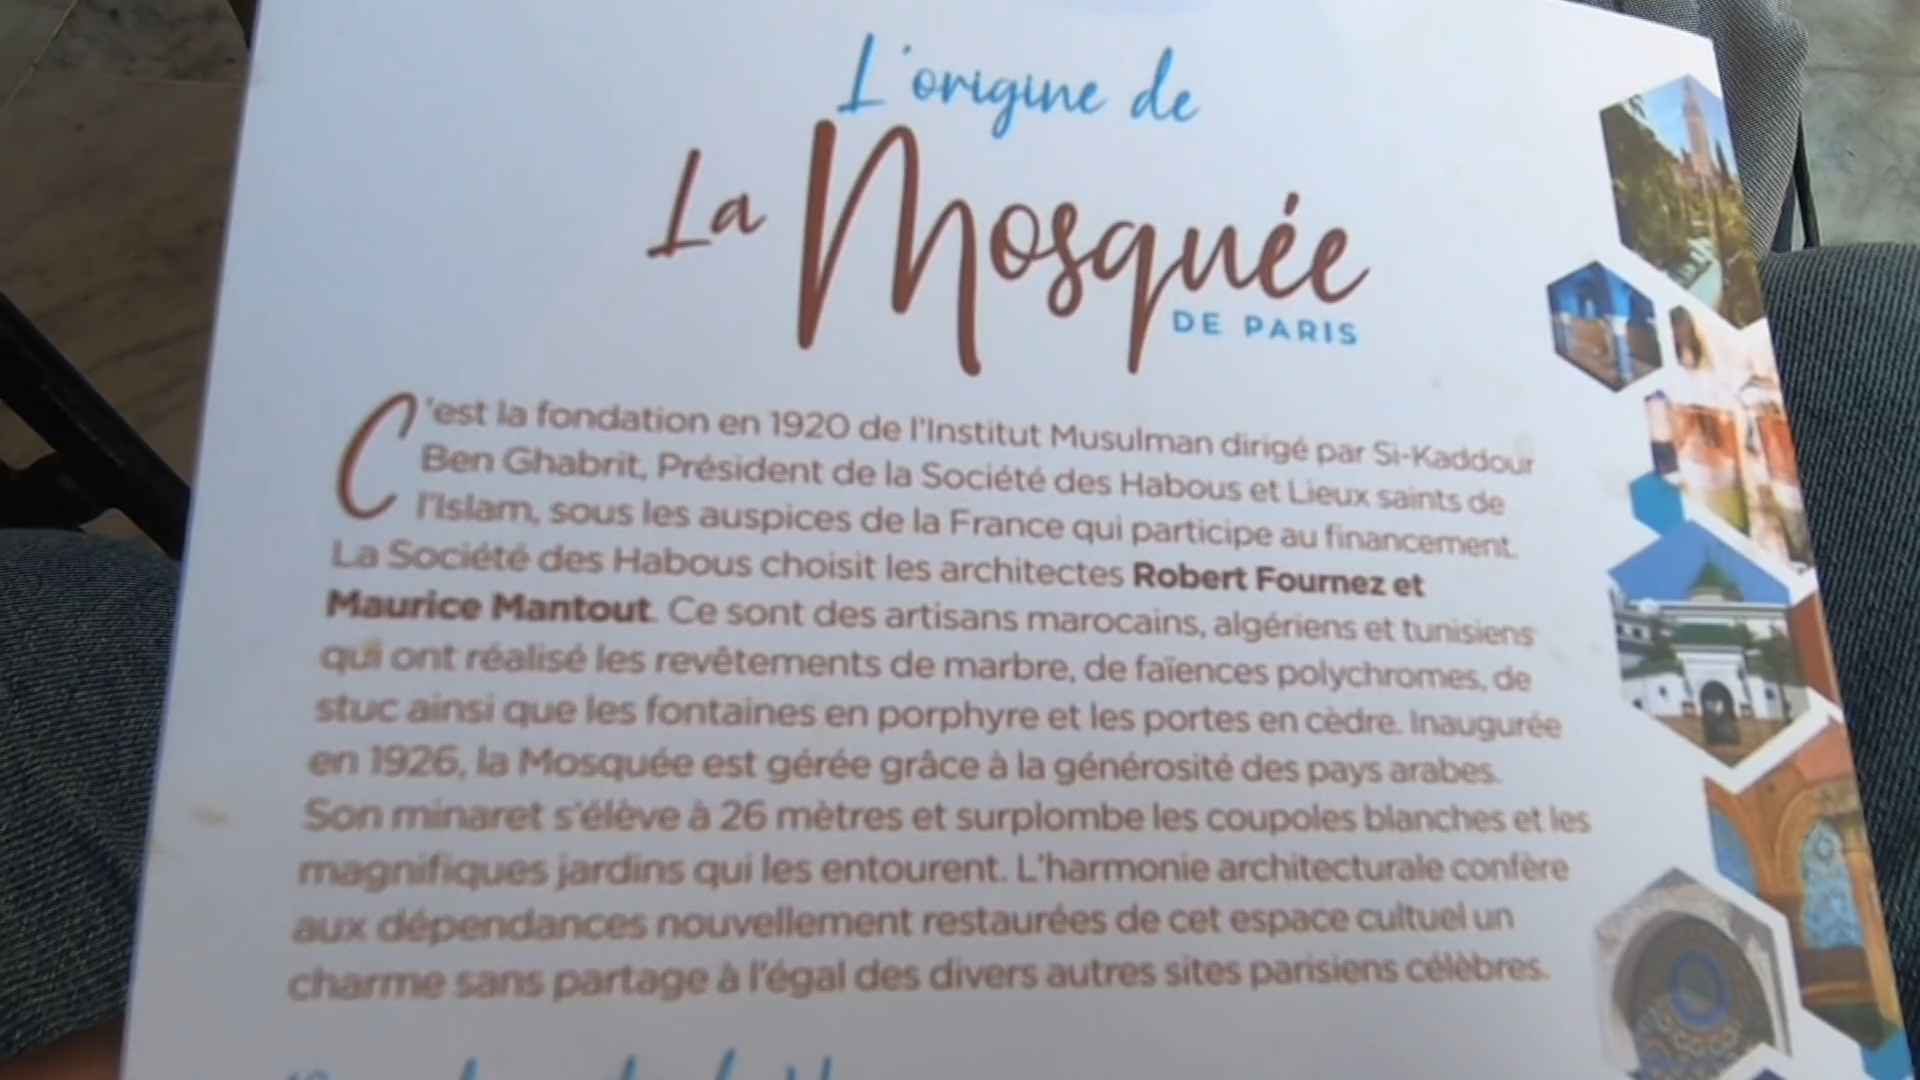 L'origine de
La Mosquée
DE PARIS
C'est la fondation en 1920 de l'Institut Musulman dirigé par Si-Kaddour
Ben Ghabrit, Président de la Société des Habous et Lieux saints de
l'Islam, sous les auspices de la France qui participe au financement.
La Société des Habous choisit les architectes Robert Fournez et
Maurice Mantout. Ce sont des artisans marocains, algériens et tunisiens
qui ont réalisé les revêtements de marbre, de faïences polychromes, de
stuc ainsi que les fontaines en porphyre et les portes en cèdre. Inaugurée
en 1926, la Mosquée est gérée grâce à la générosité des pays arabes.
Son minaret s'élève à 26 mètres et surplombe les coupoles blanches et les
magnifiques jardins qui les entourent. L'harmonie architecturale confère
aux dépendances nouvellement restaurées de cet espace cultuel un
charme sans partage à l'égal des divers autres sites parisiens célèbres.